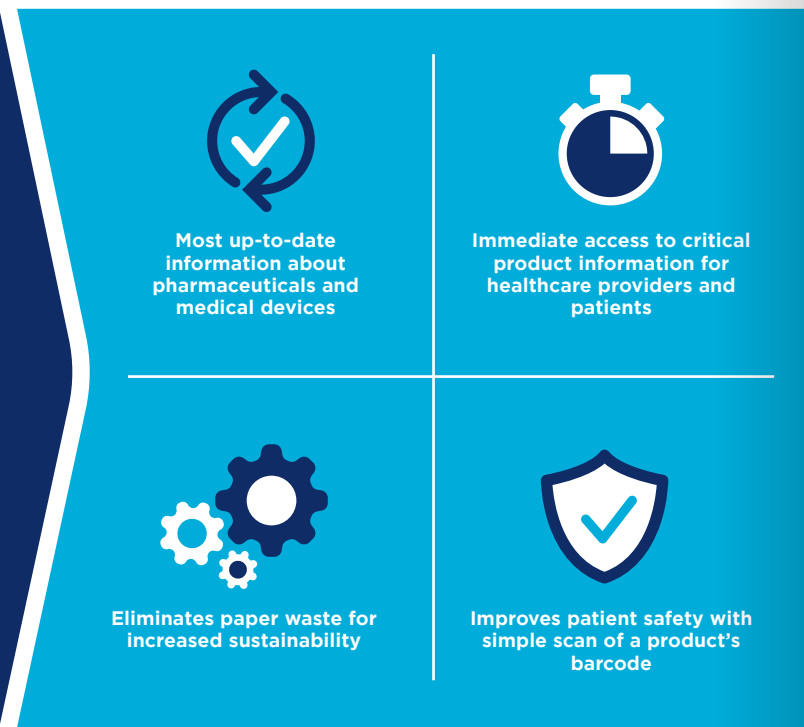 Most up-to-date
information about
pharmaceuticals and
medical devices
Immediate access to critical
product information for
healthcare providers and
patients
Eliminates paper waste for
increased sustainability
Improves patient safety with
simple scan of a product’s
barcode